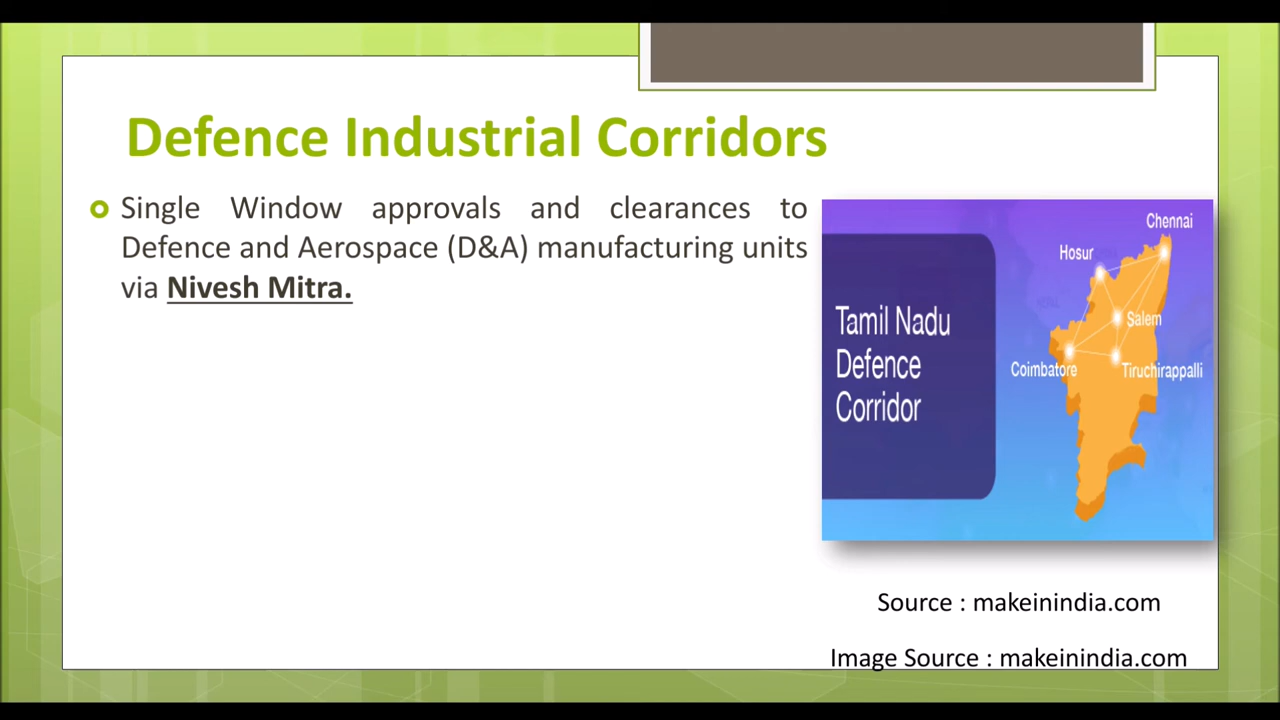 Defence Industrial Corridors
Single Window approvals and clearances to
Defence and Aerospace (D&A) manufacturing units
via Nivesh Mitra.
Tamil Nadu
Defence
Corridor
Chennai
Hosur
Salem
Coimbatore
Tiruchirappalli
Source : makeinindia.com
Image Source : makeinindia.com